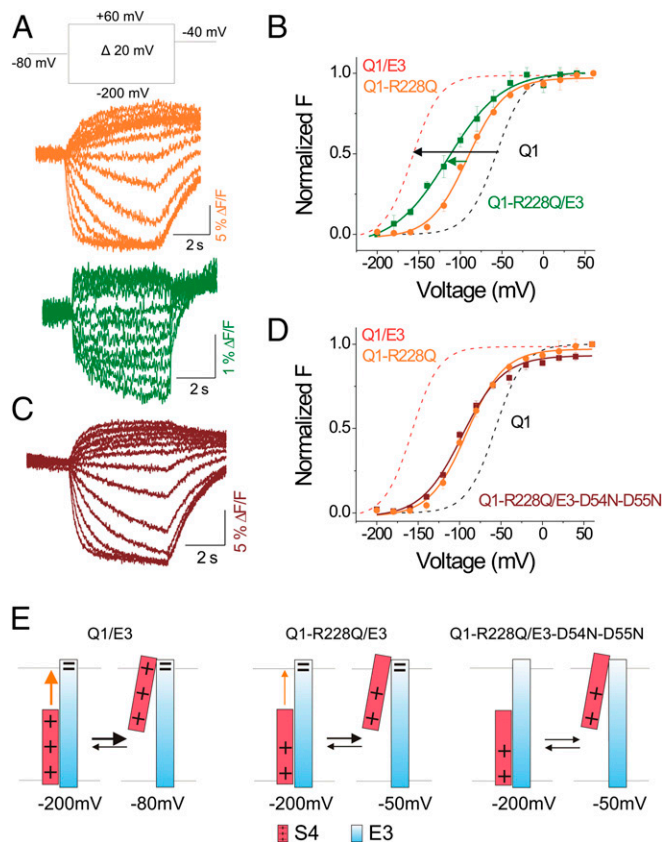 A
+60 mV
-80 mV
Δ 20 mV
-40 mV
-200 mV
5 % ΔF/F
2 s
1 % ΔF/F
2 s
C
5 % ΔF/F
2 s
B
Q1/E3
Q1-R228Q
Q1
Q1-R228Q/E3
Normalized F
1.0
0.5
0.0
-200 -150 -100 -50 0 50
Voltage (mV)
D
Q1/E3
Q1-R228Q
Q1
Q1-R228Q/E3-D54N-D55N
Normalized F
1.0
0.5
0.0
-200 -150 -100 -50 0 50
Voltage (mV)
E
Q1/E3 Q1-R228Q/E3 Q1-R228Q/E3-D54N-D55N
= = = =
+ + + + + + + + + + + + + + +
-200mV -80mV -200mV -50mV -200mV -50mV
+++ S4 E3